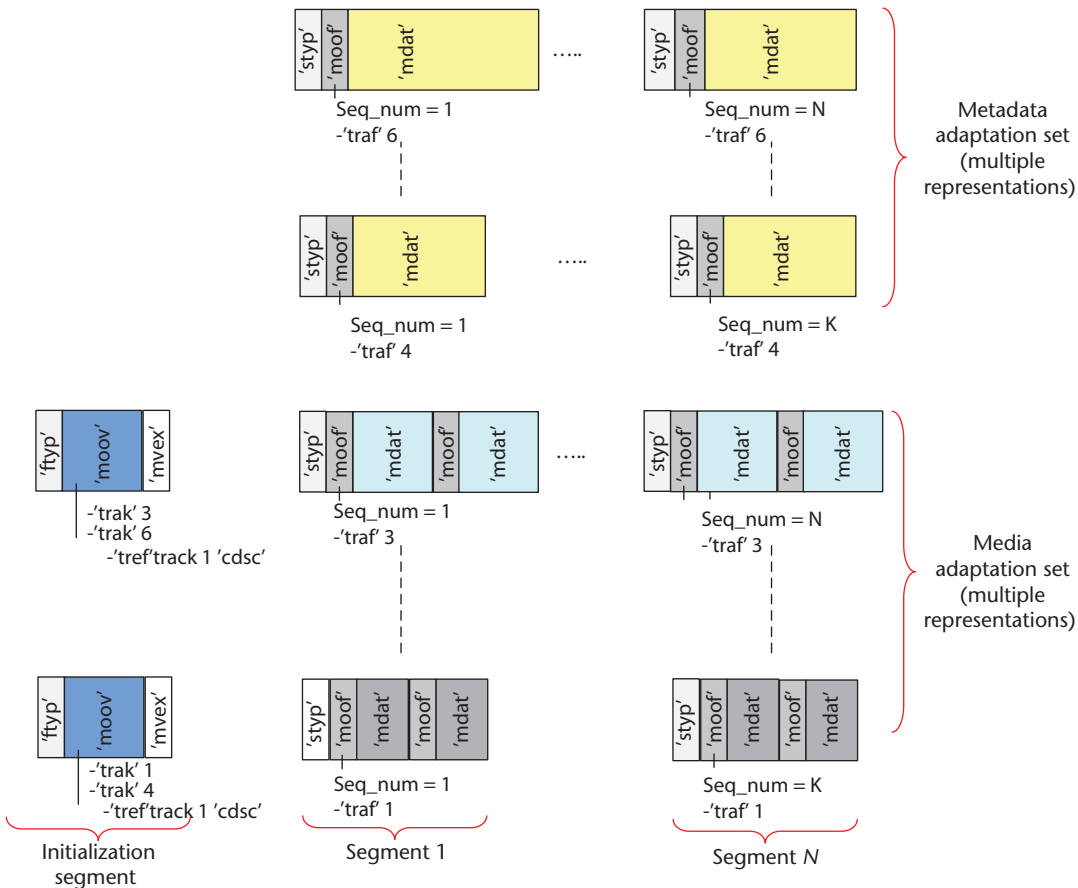 'styp'
'moof'
'mdat'
.....
'styp'
'moof'
'mdat'
Seq_num = 1
-'traf' 6
Seq_num = N
-'traf' 6
Metadada
adaptation set
(multiple
representations)
'styp'
'moof'
'mdat'
.....
'styp'
'moof'
'mdat'
Seq_num = 1
-'traf' 4
Seq_num = K
-'traf' 4
'ftyp'
'moov'
'mvex'
-'trak' 3
-'trak' 6
-'tref'track 1 'cdsc'
'styp'
'moof'
'mdat'
'moof'
'mdat'
.....
'styp'
'moof'
'mdat'
'moof'
'mdat'
Seq_num = 1
-'traf' 3
Seq_num = N
-'traf' 3
Media
adaptation set
(multiple
representations)
'ftyp'
'moov'
'mvex'
-'trak' 1
-'trak' 4
-'tref'track 1 'cdsc'
'styp'
'moof'
'mdat'
'moof'
'mdat'
'styp'
'moof'
'mdat'
'moof'
'mdat'
Seq_num = 1
-'traf' 1
Seq_num = K
-'traf' 1
Initialization
segment
Segment 1
Segment N